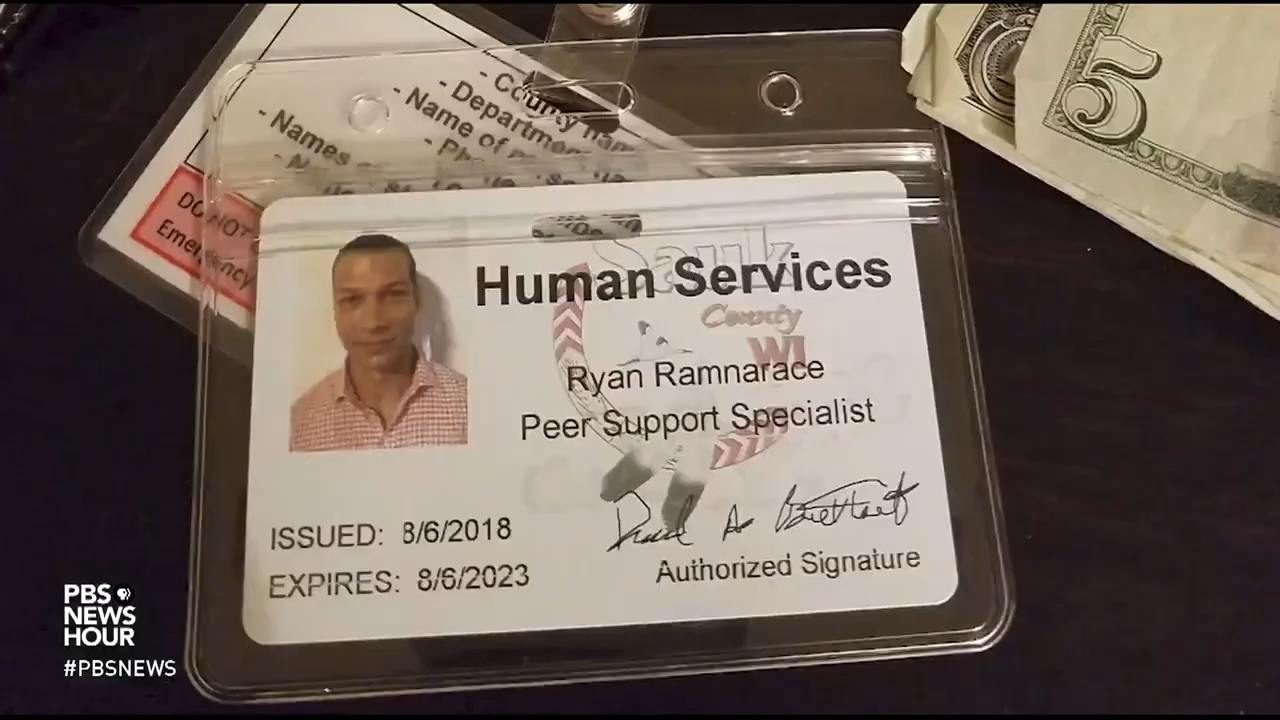 - County
- Department
- Name of
- Names
DO NOT
Emergency
5
Sauk
County
WI
Human Services
Ryan Ramnarace
Peer Support Specialist
ISSUED: 8/6/2018
EXPIRES: 8/6/2023
Authorized Signature
PBS
NEWS
HOUR
#PBSNEWS